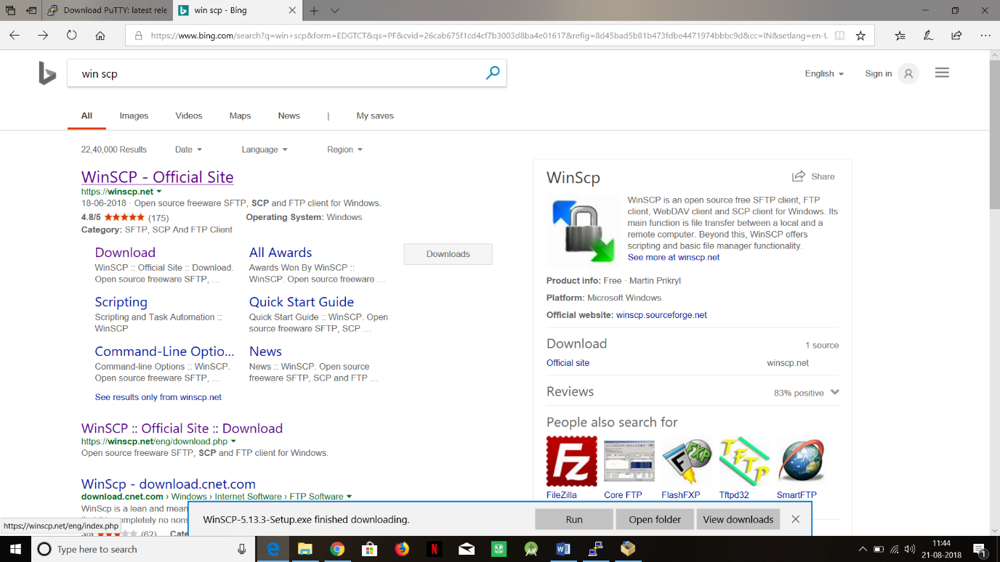 Download PuTTY: latest rele
win scp - Bing
https://www.bing.com/search?q=win+scp&form=EDGTCT&qs=PF&cvid=26cab675f1cd4cf7b3003d8ba4e01617&refig=8d45bad5b81b473fdbe4471974bbbc9d&cc=IN&setlang=en-U
win scp
English
Sign in
All Images Videos Maps News | My saves
22,40,000 Results Date Language Region
WinSCP - Official Site
https://winscp.net
18-06-2018 · Open source freeware SFTP, SCP and FTP client for Windows.
4.8/5 (175) Operating System: Windows
Category: SFTP, SCP And FTP Client
Download
WinSCP :: Official Site :: Download.
Open source freeware SFTP, ...
All Awards
Awards Won By WinSCP ::
WinSCP. Open source freeware ...
Downloads
Scripting
Scripting and Task Automation ::
WinSCP
Quick Start Guide
Quick Start Guide :: WinSCP. Open
source freeware SFTP, SCP ...
Command-Line Optio...
Command-line Options :: WinSCP.
Open source freeware SFTP, ...
News
News :: WinSCP. Open source
freeware SFTP, SCP and FTP ...
See results only from winscp.net
WinSCP :: Official Site :: Download
https://winscp.net/eng/download.php
Open source freeware SFTP, SCP and FTP client for Windows.
WinScp - download.cnet.com
download.cnet.com › Windows › Internet Software › FTP Software
WinScp is a lean and mean
completely no nons
(62) Cate
WinScp
Share
WinSCP is an open source free SFTP client, FTP
client, WebDAV client and SCP client for Windows. Its
main function is file transfer between a local and a
remote computer. Beyond this, WinSCP offers
scripting and basic file manager functionality.
See more at winscp.net
Product info: Free · Martin Prikryl
Platform: Microsoft Windows
Official website: winscp.sourceforge.net
Download 1 source
Official site winscp.net
Reviews 83% positive
People also search for
FileZilla Core FTP FlashFXP Tftpd32 SmartFTP
WinSCP-5.13.3-Setup.exe finished downloading.
Run
Open folder
View downloads
https://winscp.net/eng/index.php
Type here to search
11:44
21-08-2018
1